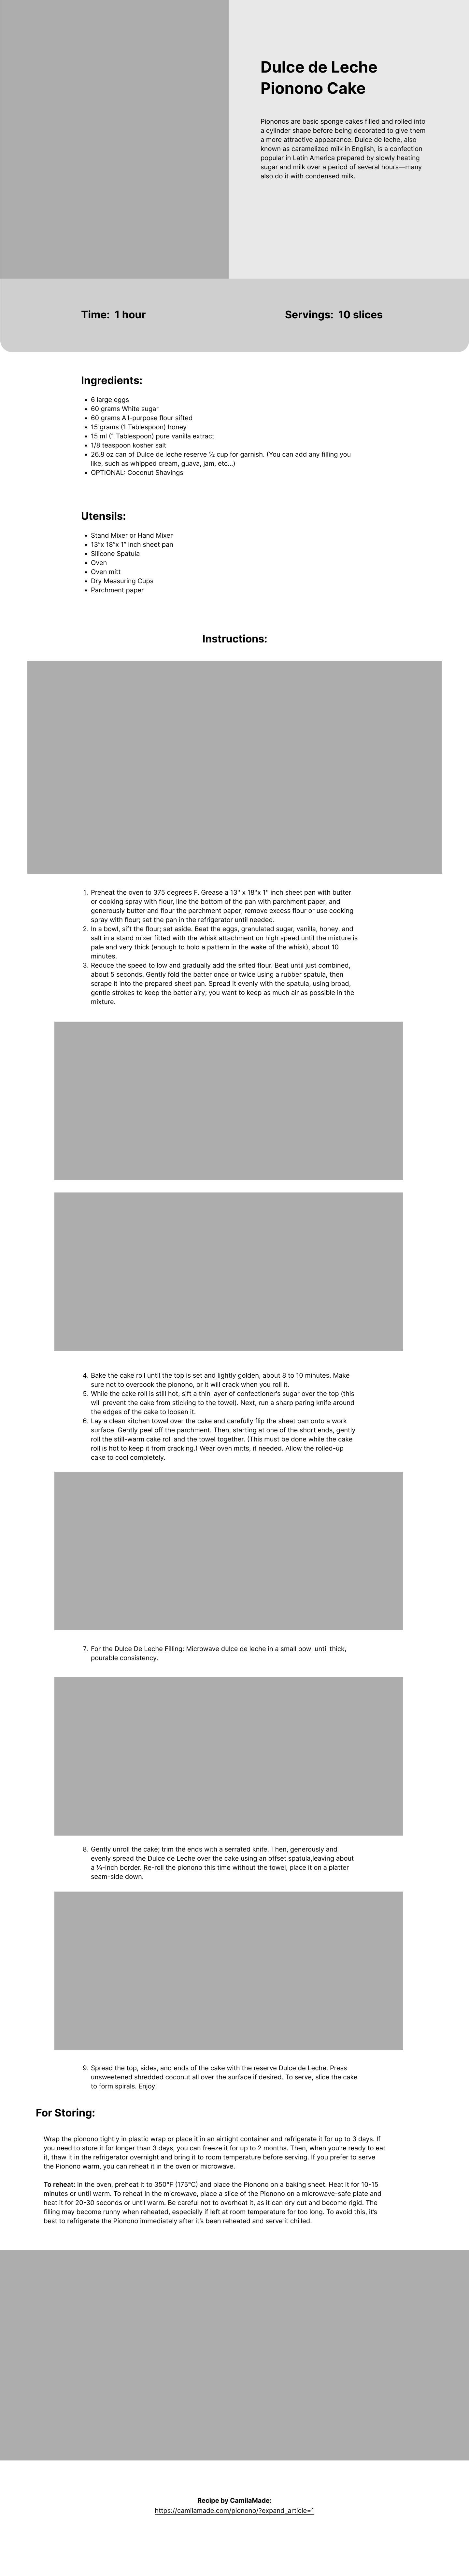 Dulce de Leche
Pionono Cake
Piononos are basic sponge cakes filled and rolled into
a cylinder shape before being decorated to give them
a more attractive appearance. Dulce de leche, also
known as caramelized milk in English, is a confection
popular in Latin America prepared by slowly heating
sugar and milk over a period of several hours—many
also do it with condensed milk.
Time: 1 hour
Servings: 10 slices
Ingredients:
• 6 large eggs
• 60 grams White sugar
• 60 grams All-purpose flour sifted
• 15 grams (1 Tablespoon) honey
• 15 ml (1 Tablespoon) pure vanilla extract
• 1/8 teaspoon kosher salt
• 26.8 oz can of Dulce de leche reserve ½ cup for garnish. (You can add any filling you
like, such as whipped cream, guava, jam, etc...)
• OPTIONAL: Coconut Shavings
Utensils:
• Stand Mixer or Hand Mixer
• 13"x 18"x 1" inch sheet pan
• Silicone Spatula
• Oven
• Oven mitt
• Dry Measuring Cups
• Parchment paper
Instructions:
1. Preheat the oven to 375 degrees F. Grease a 13" x 18"x 1" inch sheet pan with butter
or cooking spray with flour, line the bottom of the pan with parchment paper, and
generously butter and flour the parchment paper; remove excess flour or use cooking
spray with flour; set the pan in the refrigerator until needed.
2. In a bowl, sift the flour; set aside. Beat the eggs, granulated sugar, vanilla, honey, and
salt in a stand mixer fitted with the whisk attachment on high speed until the mixture is
pale and very thick (enough to hold a pattern in the wake of the whisk), about 10
minutes.
3. Reduce the speed to low and gradually add the sifted flour. Beat until just combined,
about 5 seconds. Gently fold the batter once or twice using a rubber spatula, then
scrape it into the prepared sheet pan. Spread it evenly with the spatula, using broad,
gentle strokes to keep the batter airy; you want to keep as much air as possible in the
mixture.
4. Bake the cake roll until the top is set and lightly golden, about 8 to 10 minutes. Make
sure not to overcook the pionono, or it will crack when you roll it.
5. While the cake roll is still hot, sift a thin layer of confectioner's sugar over the top (this
will prevent the cake from sticking to the towel). Next, run a sharp paring knife around
the edges of the cake to loosen it.
6. Lay a clean kitchen towel over the cake and carefully flip the sheet pan onto a work
surface. Gently peel off the parchment. Then, starting at one of the short ends, gently
roll the still-warm cake roll and the towel together. (This must be done while the cake
roll is hot to keep it from cracking.) Wear oven mitts, if needed. Allow the rolled-up
cake to cool completely.
7. For the Dulce De Leche Filling: Microwave dulce de leche in a small bowl until thick,
pourable consistency.
8. Gently unroll the cake; trim the ends with a serrated knife. Then, generously and
evenly spread the Dulce de Leche over the cake using an offset spatula,leaving about
a ¼-inch border. Re-roll the pionono this time without the towel, place it on a platter
seam-side down.
9. Spread the top, sides, and ends of the cake with the reserve Dulce de Leche. Press
unsweetened shredded coconut all over the surface if desired. To serve, slice the cake
to form spirals. Enjoy!
For Storing:
Wrap the pionono tightly in plastic wrap or place it in an airtight container and refrigerate it for up to 3 days. If
you need to store it for longer than 3 days, you can freeze it for up to 2 months. Then, when you're ready to eat
it, thaw it in the refrigerator overnight and bring it to room temperature before serving. If you prefer to serve
the Pionono warm, you can reheat it in the oven or microwave.
To reheat: In the oven, preheat it to 350°F (175°C) and place the Pionono on a baking sheet. Heat it for 10-15
minutes or until warm. To reheat in the microwave, place a slice of the Pionono on a microwave-safe plate and
heat it for 20-30 seconds or until warm. Be careful not to overheat it, as it can dry out and become rigid. The
filling may become runny when reheated, especially if left at room temperature for too long. To avoid this, it's
best to refrigerate the Pionono immediately after it's been reheated and serve it chilled.
Recipe by CamilaMade:
https://camilamade.com/pionono/?expand_article=1